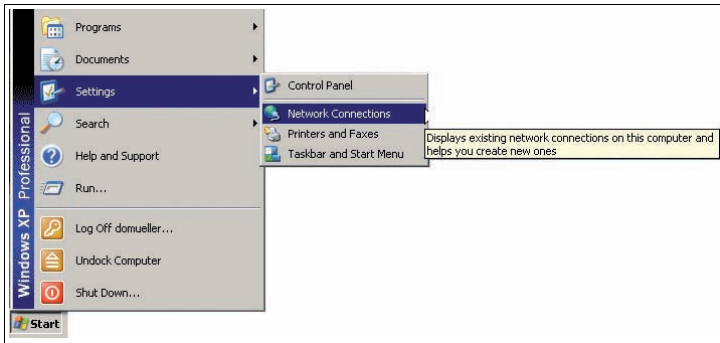 Programs
Documents
Settings
Search
Help and Support
Run...
Log Off domueller...
Undock Computer
Shut Down...
Windows XP Professional
Start
Control Panel
Network Connections
Printers and Faxes
Taskbar and Start Menu
Displays existing network connections on this computer and
helps you create new ones